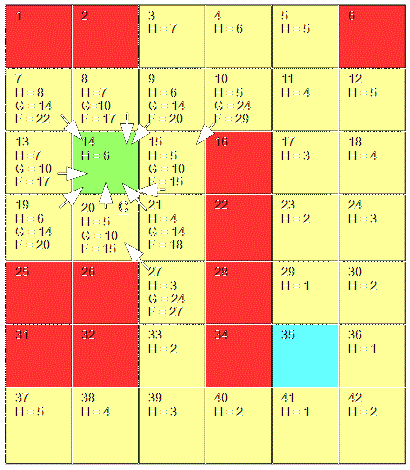 1
2
3
H=7
4
H=6
5
H=5
6
7
H=8
G=14
F=22
8
H=7
G=10
F=17
9
H=6
G=14
F=20
10
H=5
G=24
F=29
11
H=4
12
H=5
13
H=7
G=10
F=17
14
H=6
15
H=5
G=10
F=15
16
17
H=3
18
H=4
19
H=6
G=14
F=20
20
H=5
G=10
F=15
21
H=4
G=14
F=18
22
23
H=2
24
H=3
25
26
27
H=3
G=24
F=27
28
29
H=1
30
H=2
31
32
33
H=2
34
35
36
H=1
37
H=5
38
H=4
39
H=3
40
H=2
41
H=1
42
H=2